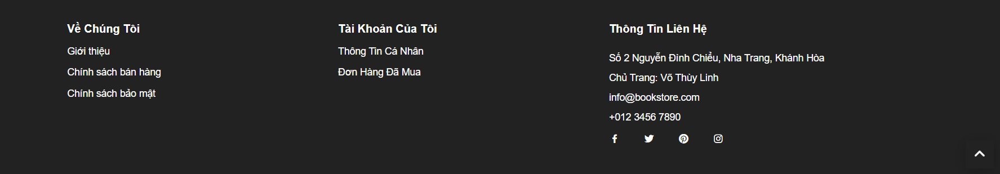 Về Chúng Tôi
Giới thiệu
Chính sách bán hàng
Chính sách bảo mật
Tài Khoản Của Tôi
Thông Tin Cá Nhân
Đơn Hàng Đã Mua
Thông Tin Liên Hệ
Số 2 Nguyễn Đình Chiểu, Nha Trang, Khánh Hòa
Chủ Trang: Võ Thùy Linh
info@bookstore.com
+012 3456 7890